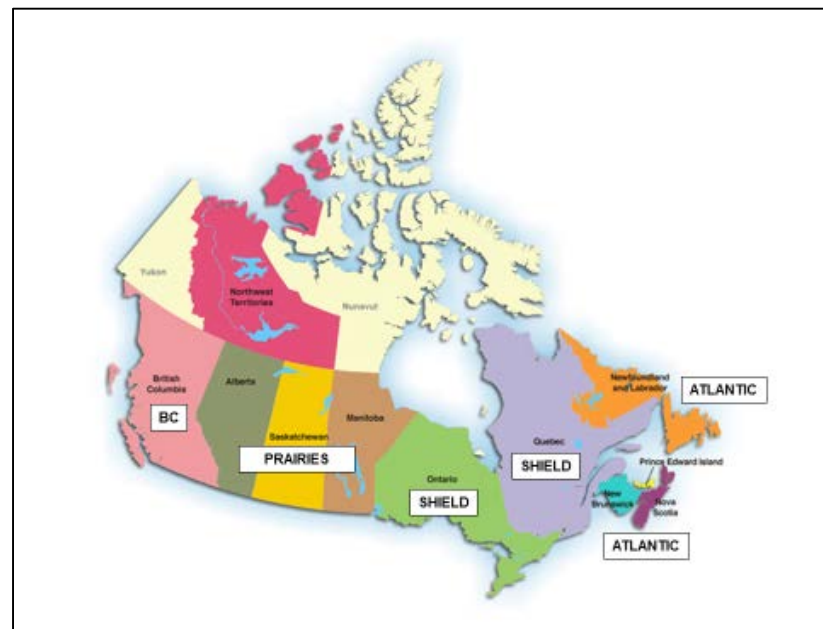 Yukon
Northwest
Territories
Nunavut
British
Columbia
BC
Alberta
Saskatchewan
Manitoba
PRAIRIES
Ontario
SHIELD
Quebec
SHIELD
Newfoundland
and Labrador
ATLANTIC
Prince Edward Island
New
Brunswick
Nova
Scotia
ATLANTIC